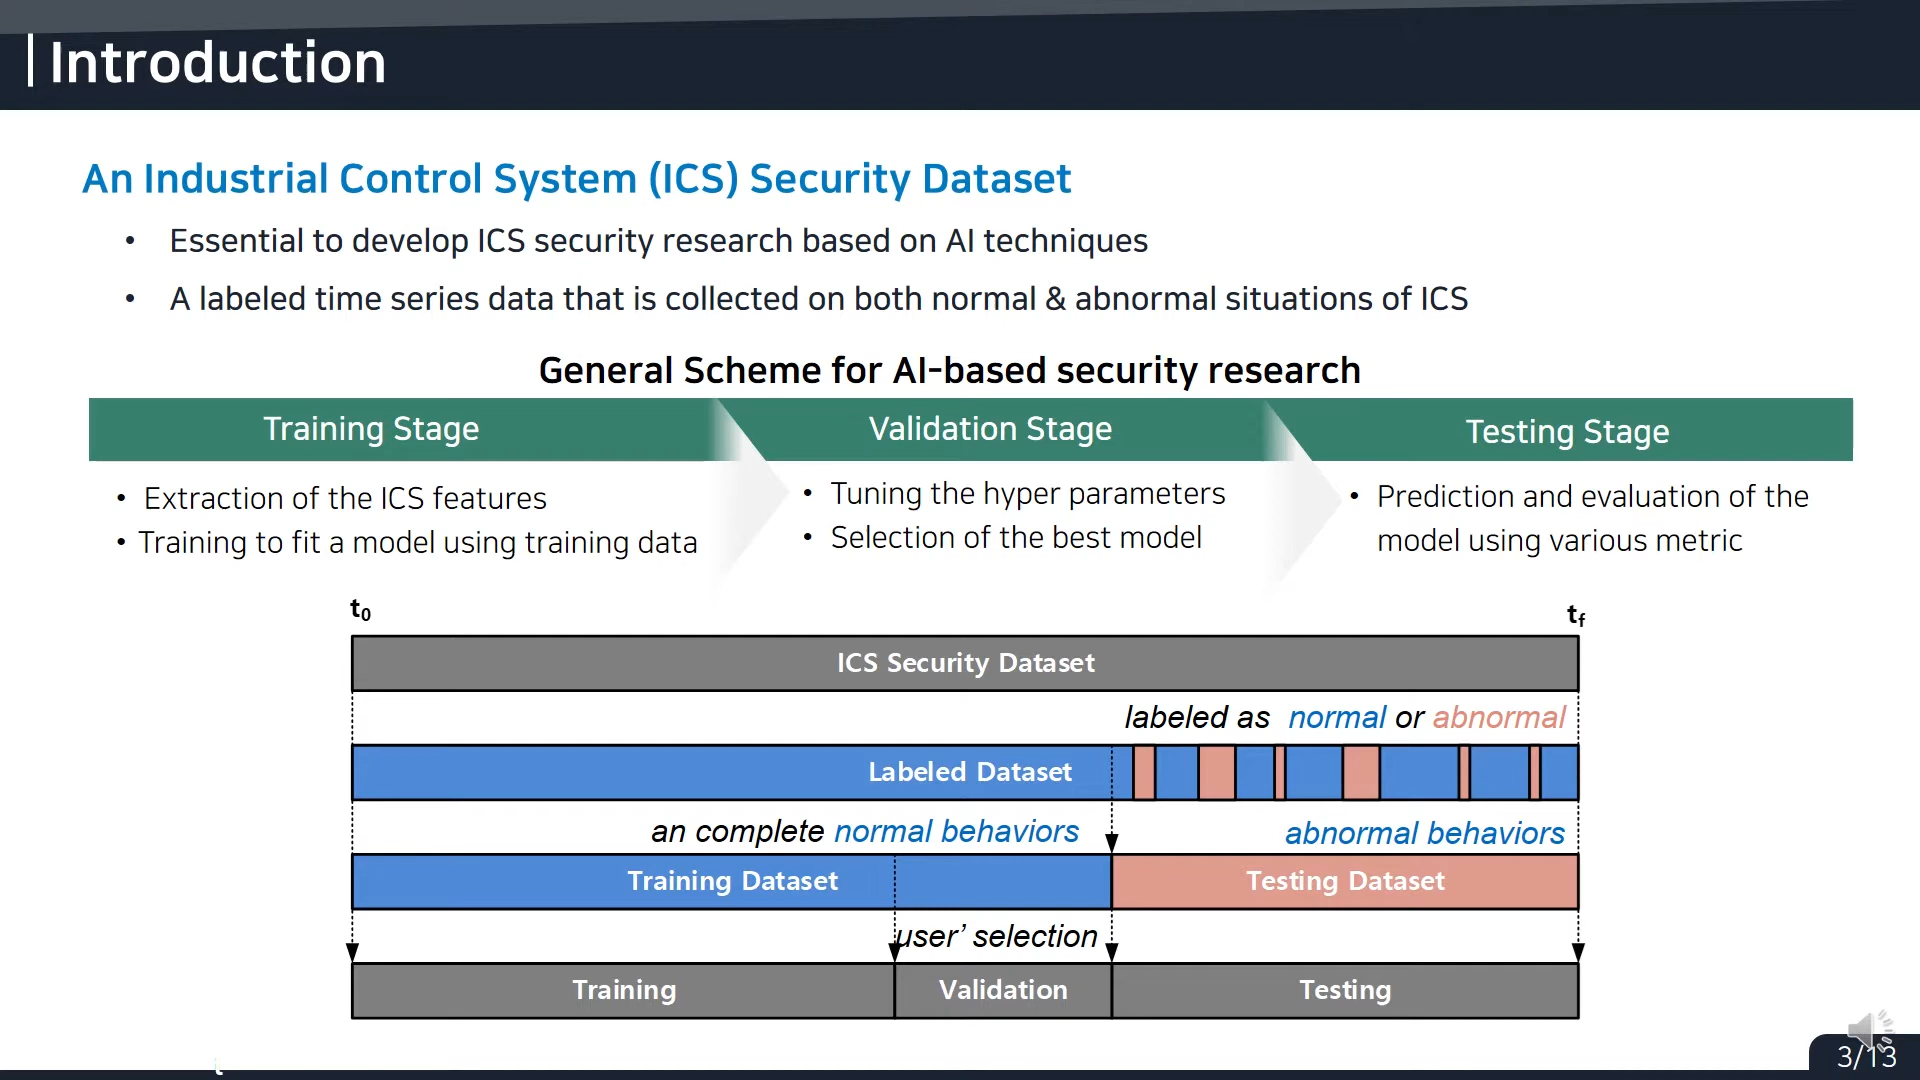 Introduction
An Industrial Control System (ICS) Security Dataset
• Essential to develop ICS security research based on AI techniques
• A labeled time series data that is collected on both normal & abnormal situations of ICS
General Scheme for AI-based security research
Training Stage
• Extraction of the ICS features
• Training to fit a model using training data
Validation Stage
• Tuning the hyper parameters
• Selection of the best model
Testing Stage
• Prediction and evaluation of the
model using various metric
t0
tf
ICS Security Dataset
labeled as normal or abnormal
Labeled Dataset
an complete normal behaviors
abnormal behaviors
Training Dataset
Testing Dataset
user’ selection
Training
Validation
Testing
3/13